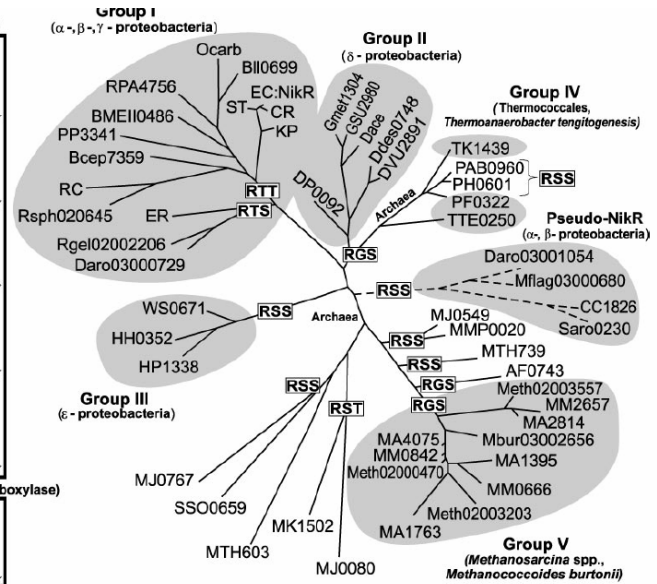 Group I
(α-,β-,γ- proteobacteria)
Ocarb
Bll0699
RPA4756
EC:NikR
ST
CR
KP
BMEII0486
PP3341
Bcep7359
RC
Rsph020645
ER
Rgel02002206
Daro03000729
RTT
RTS
Group II
(δ- proteobacteria)
Gmet1304
GSU2980
Dace
Ddes0748
DVU2891
DP0092
RGS
Group IV
(Thermococcales,
Thermoanaerobacter tengitogenesis)
TK1439
PAB0960
PH0601
RSS
PF0322
TTE0250
Archaea
Pseudo-NikR
(α-, β- proteobacteria)
Daro03001054
Mflag03000680
CC1826
Saro0230
RSS
WS0671
HH0352
HP1338
RSS
Group III
(ε- proteobacteria)
Archaea
MJ0549
MMP0020
RSS
MTH739
RSS
AF0743
RGS
RGS
Meth02003557
MM2657
MA2814
Mbur03002656
MA4075
MM0842
Meth02000470
MA1395
MM0666
Meth02003203
MA1763
RSS
RST
MJ0767
SSO0659
MTH603
MK1502
MJ0080
Group V
(Methanosarcina spp.,
Methanococcoides burtonii)
boxylase)